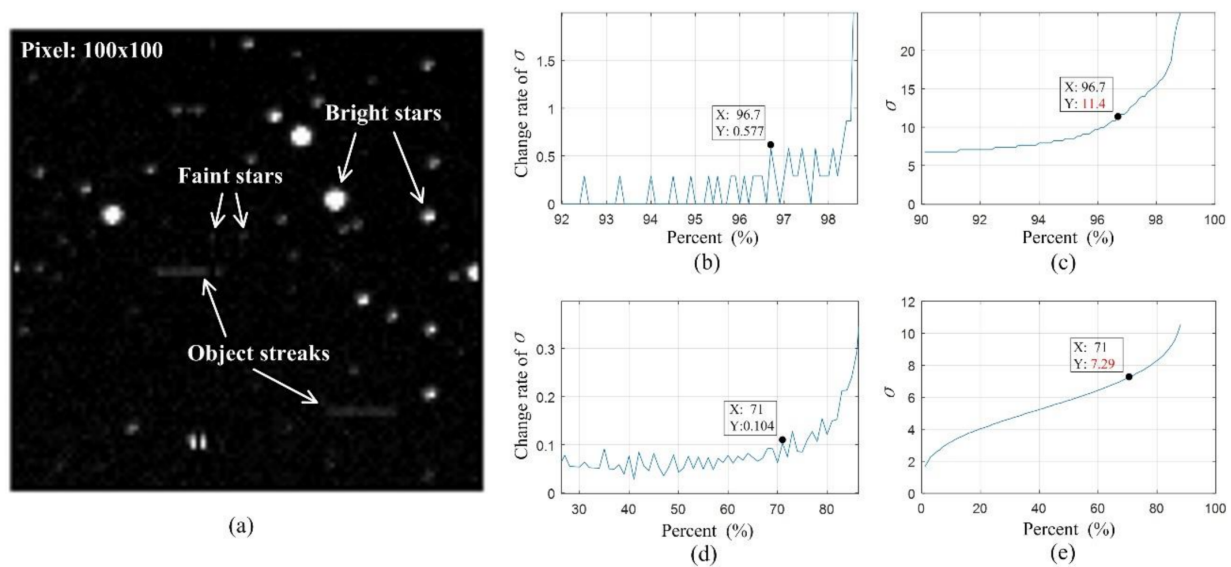 Pixel: 100x100
Bright stars
Faint stars
Object streaks
(a)
Change rate of σ
1.5
1
0.5
0
X: 96.7
Y: 0.577
92 93 94 95 96 97 98
Percent (%)
(b)
σ
20
15
10
5
0
X: 96.7
Y: 11.4
90 92 94 96 98 100
Percent (%)
(c)
Change rate of σ
0.3
0.2
0.1
0
X: 71
Y:0.104
30 40 50 60 70 80
Percent (%)
(d)
σ
12
10
8
6
4
2
0
X: 71
Y: 7.29
0 20 40 60 80 100
Percent (%)
(e)